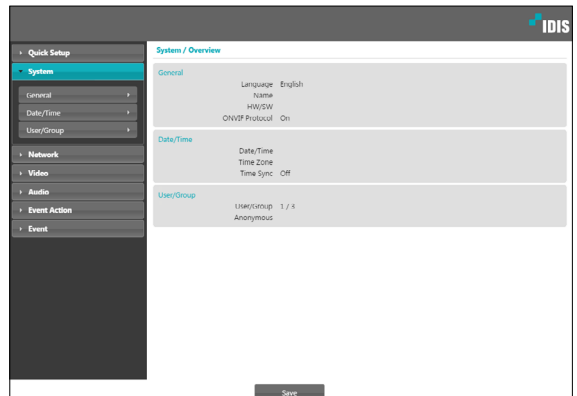 IDIS
Quick Setup
System
General
Date/Time
User/Group
Network
Video
Audio
Event Action
Event
System / Overview
General
Language English
Name
HW/SW
ONVIF Protocol On
Date/Time
Date/Time
Time Zone
Time Sync Off
User/Group
User/Group 1 / 3
Anonymous
Save